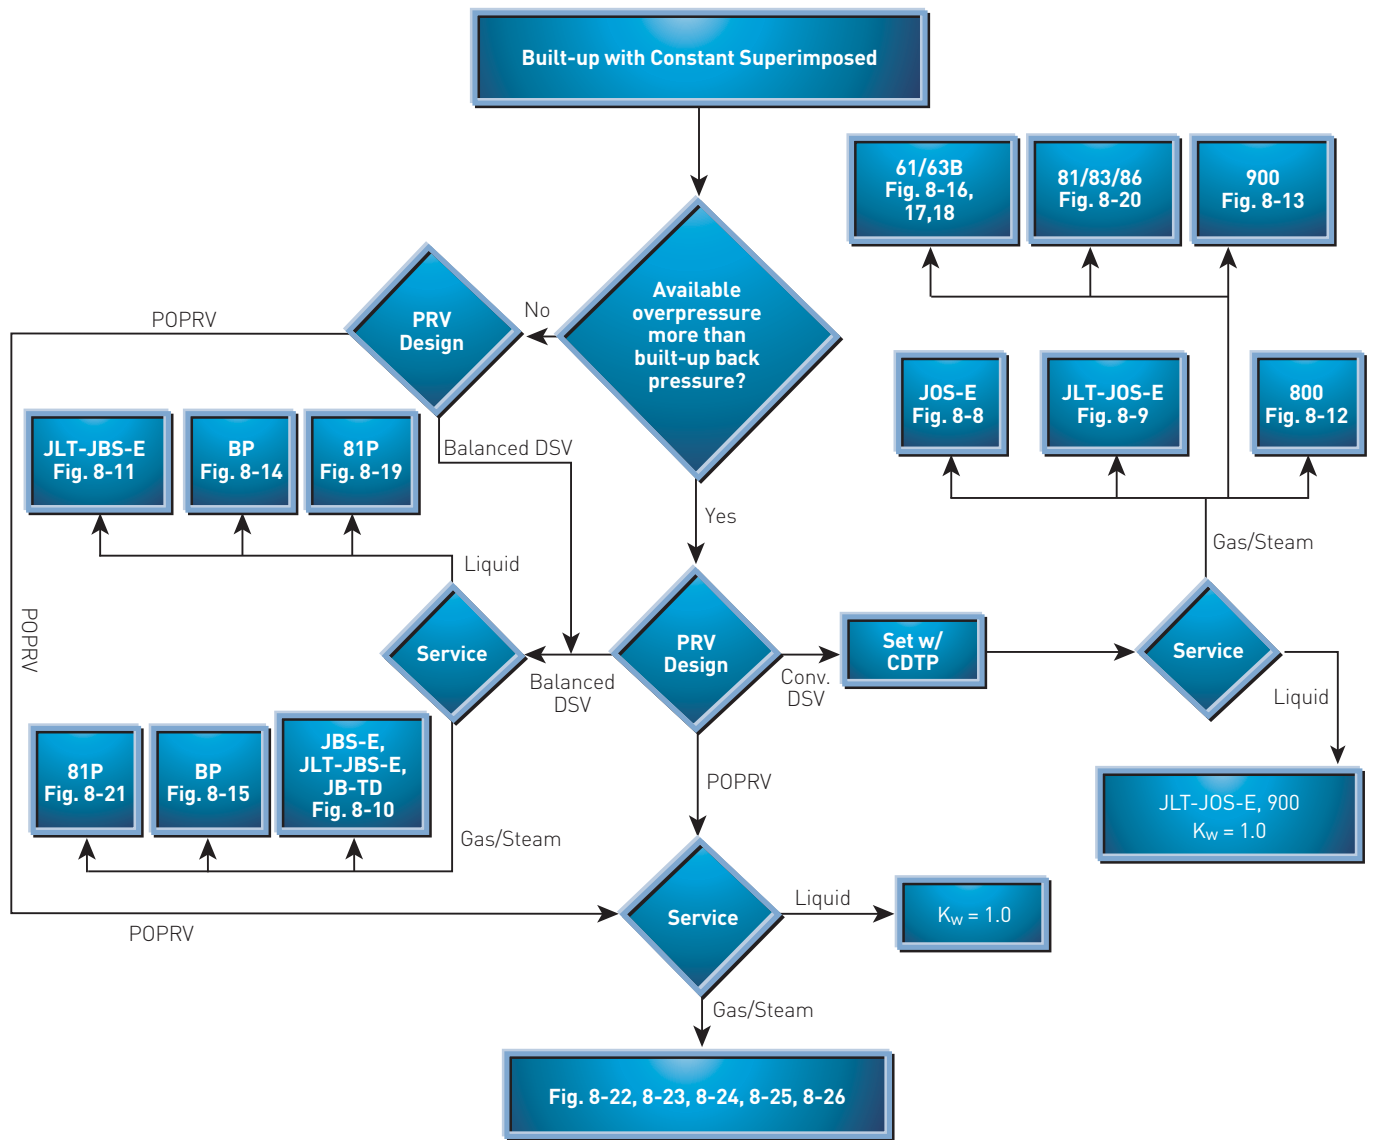 Built-up with Constant Superimposed
61/63B
Fig. 8-16,
17,18
81/83/86
Fig. 8-20
900
Fig. 8-13
Available
overpressure
more than
built-up back
pressure?
No
PRV
Design
POPRV
JOS-E
Fig. 8-8
JLT-JOS-E
Fig. 8-9
800
Fig. 8-12
JLT-JBS-E
Fig. 8-11
BP
Fig. 8-14
81P
Fig. 8-19
Balanced DSV
Yes
Gas/Steam
Liquid
POPRV
Service
Balanced
DSV
PRV
Design
Conv.
DSV
Set w/
CDTP
Service
Liquid
81P
Fig. 8-21
BP
Fig. 8-15
JBS-E,
JLT-JBS-E,
JB-TD
Fig. 8-10
POPRV
JLT-JOS-E, 900
Kw = 1.0
Gas/Steam
POPRV
Service
Liquid
Kw = 1.0
Gas/Steam
Fig. 8-22, 8-23, 8-24, 8-25, 8-26